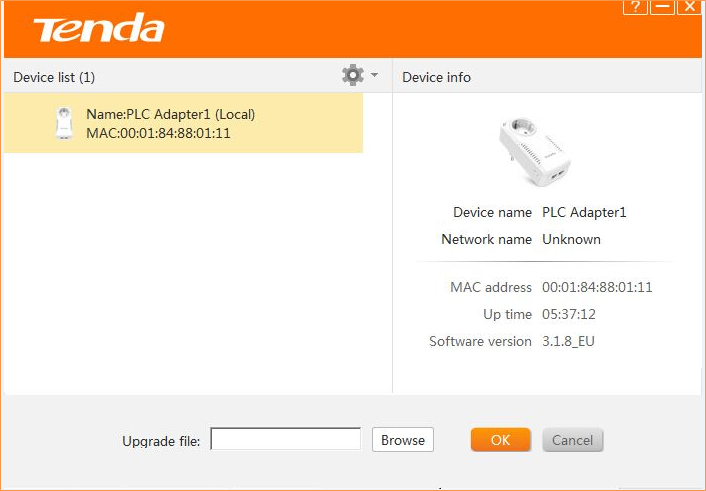 Tenda
Device list (1)
Device info
Name:PLC Adapter1 (Local)
MAC:00:01:84:88:01:11
Device name PLC Adapter1
Network name Unknown
MAC address 00:01:84:88:01:11
Up time 05:37:12
Software version 3.1.8_EU
Upgrade file: Browse OK Cancel